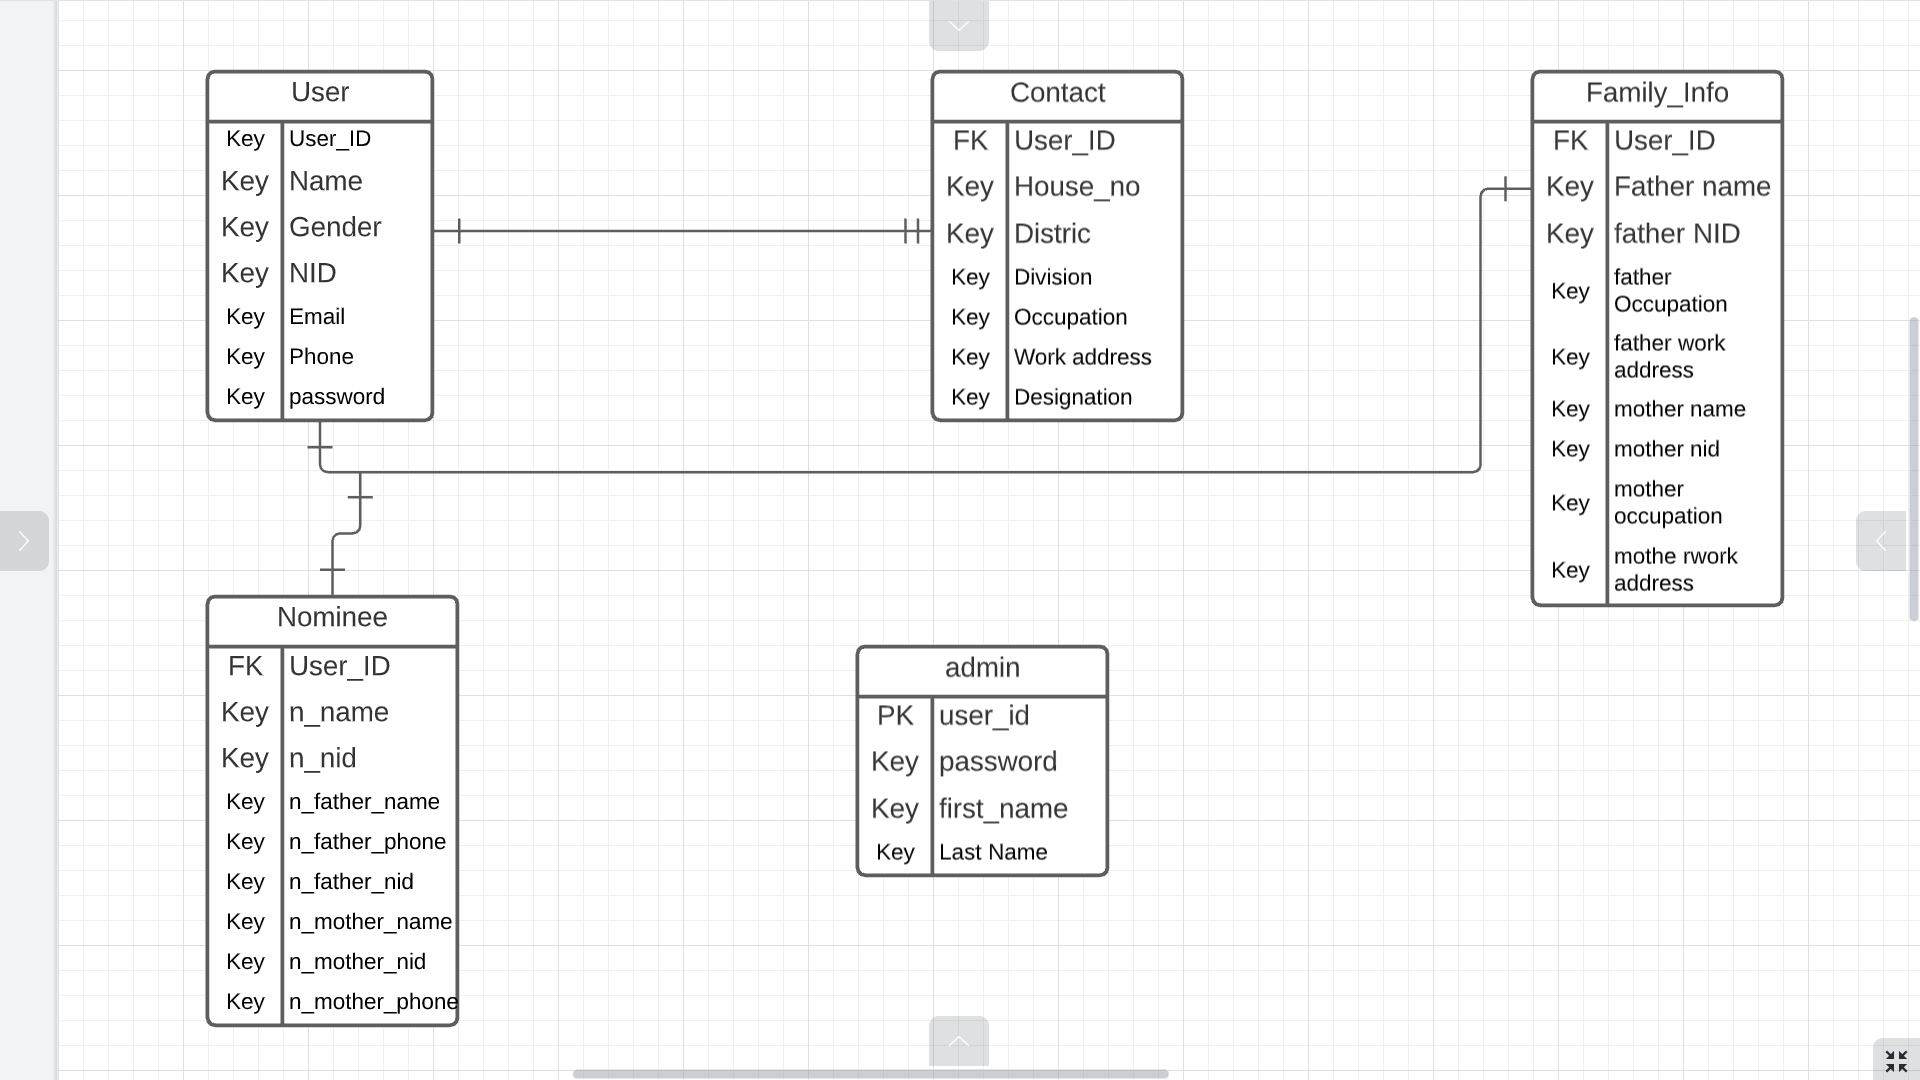 User
Key User_ID
Key Name
Key Gender
Key NID
Key Email
Key Phone
Key password
Contact
FK User_ID
Key House_no
Key Distric
Key Division
Key Occupation
Key Work address
Key Designation
Family_Info
FK User_ID
Key Father name
Key father NID
Key father
Occupation
Key father work
address
Key mother name
Key mother nid
Key mother
occupation
Key mothe rwork
address
Nominee
FK User_ID
Key n_name
Key n_nid
Key n_father_name
Key n_father_phone
Key n_father_nid
Key n_mother_name
Key n_mother_nid
Key n_mother_phone
admin
PK user_id
Key password
Key first_name
Key Last Name